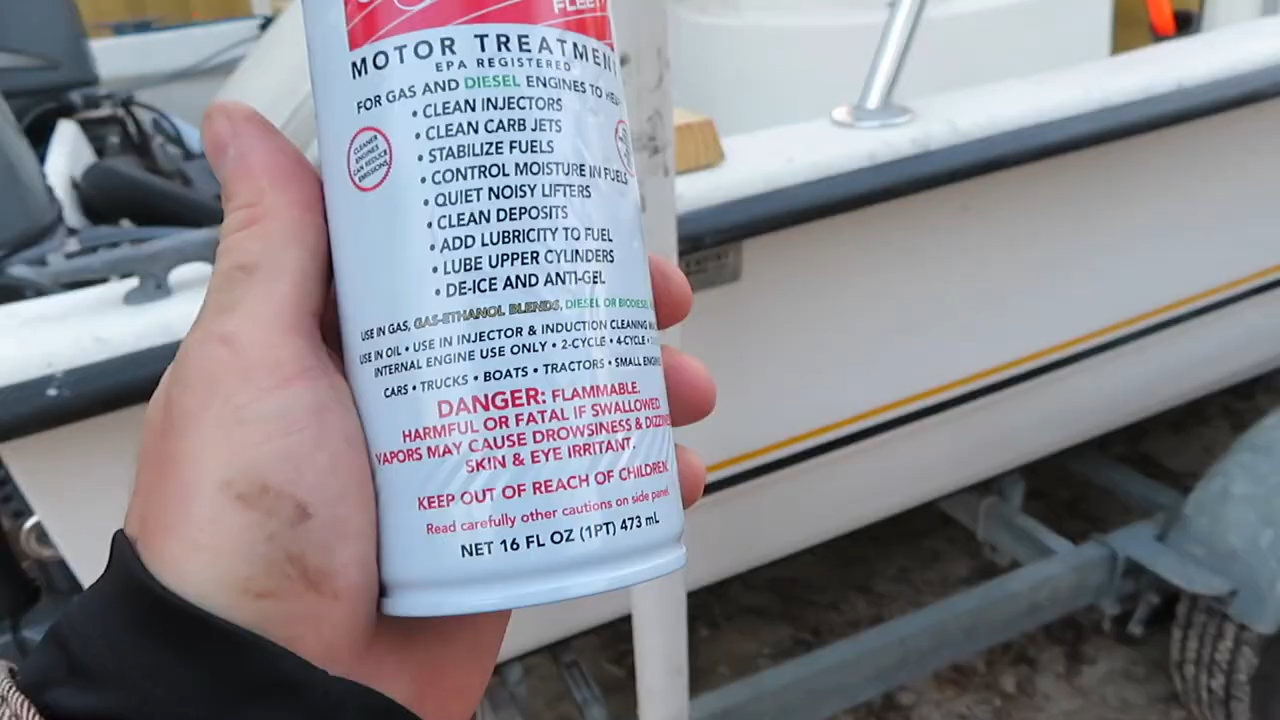 FLEET
MOTOR TREATMENT
EPA REGISTERED
FOR GAS AND DIESEL ENGINES TO HELP
• CLEAN INJECTORS
• CLEAN CARB JETS
• STABILIZE FUELS
• CONTROL MOISTURE IN FUELS
• QUIET NOISY LIFTERS
• CLEAN DEPOSITS
• ADD LUBRICITY TO FUEL
• LUBE UPPER CYLINDERS
• DE-ICE AND ANTI-GEL
CLEANER
ENGINES
CAN REDUCE
EMISSIONS
USE IN GAS, GAS-ETHANOL BLENDS, DIESEL OR BIODIESEL
USE IN OIL • USE IN INJECTOR & INDUCTION CLEANING
INTERNAL ENGINE USE ONLY • 2-CYCLE • 4-CYCLE •
CARS • TRUCKS • BOATS • TRACTORS • SMALL ENGINES
DANGER: FLAMMABLE.
HARMFUL OR FATAL IF SWALLOWED.
VAPORS MAY CAUSE DROWSINESS & DIZZINESS
SKIN & EYE IRRITANT.
KEEP OUT OF REACH OF CHILDREN.
Read carefully other cautions on side panel.
NET 16 FL OZ (1PT) 473 mL